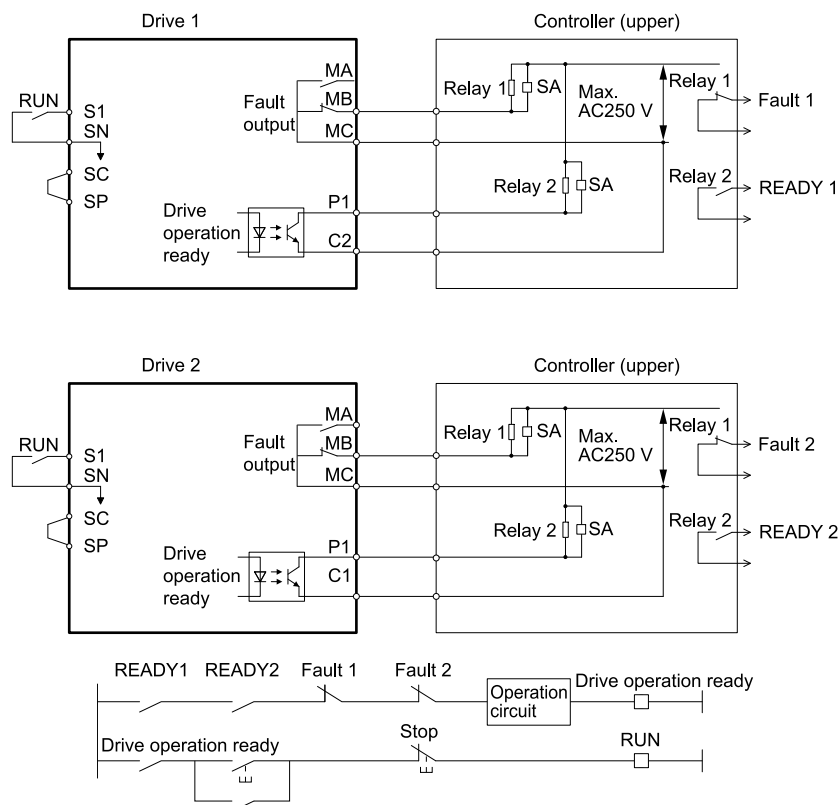 Drive 1
Controller (upper)
MA
RUN
S1
Fault output
MB
Relay 1
SA
Max. AC250 V
Relay 1
Fault 1
SN
MC
SC
SP
Relay 2
SA
Relay 2
READY 1
Drive operation ready
P1
C2
Drive 2
Controller (upper)
MA
RUN
S1
Fault output
MB
Relay 1
SA
Max. AC250 V
Relay 1
Fault 2
SN
MC
SC
SP
Relay 2
SA
Relay 2
READY 2
Drive operation ready
P1
C1
READY1
READY2
Fault 1
Fault 2
Operation circuit
Drive operation ready
Drive operation ready
Stop
RUN